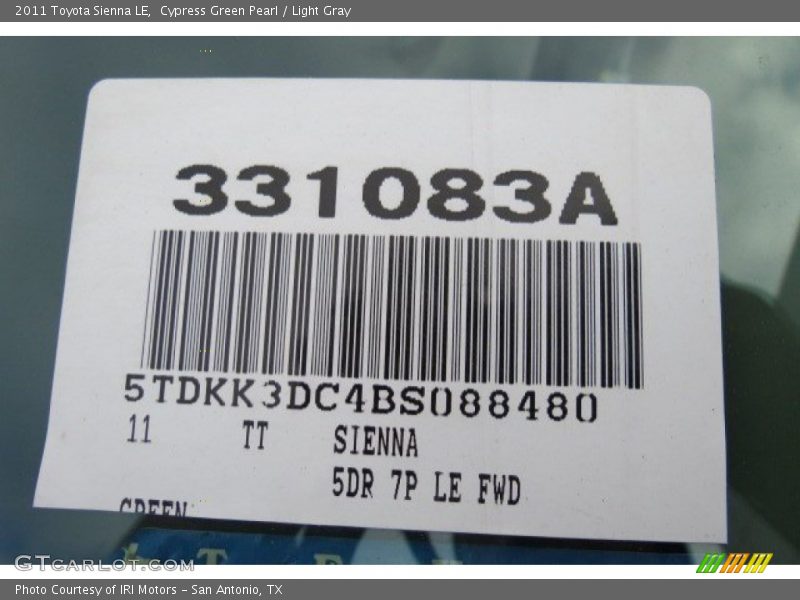 2011 Toyota Sienna LE,  Cypress Green Pearl / Light Gray
331083A
5TDKK3DC4BS088480
11 TT SIENNA
5DR 7P LE FWD
GREEN
GTcarlot.com
Photo Courtesy of IRI Motors - San Antonio, TX